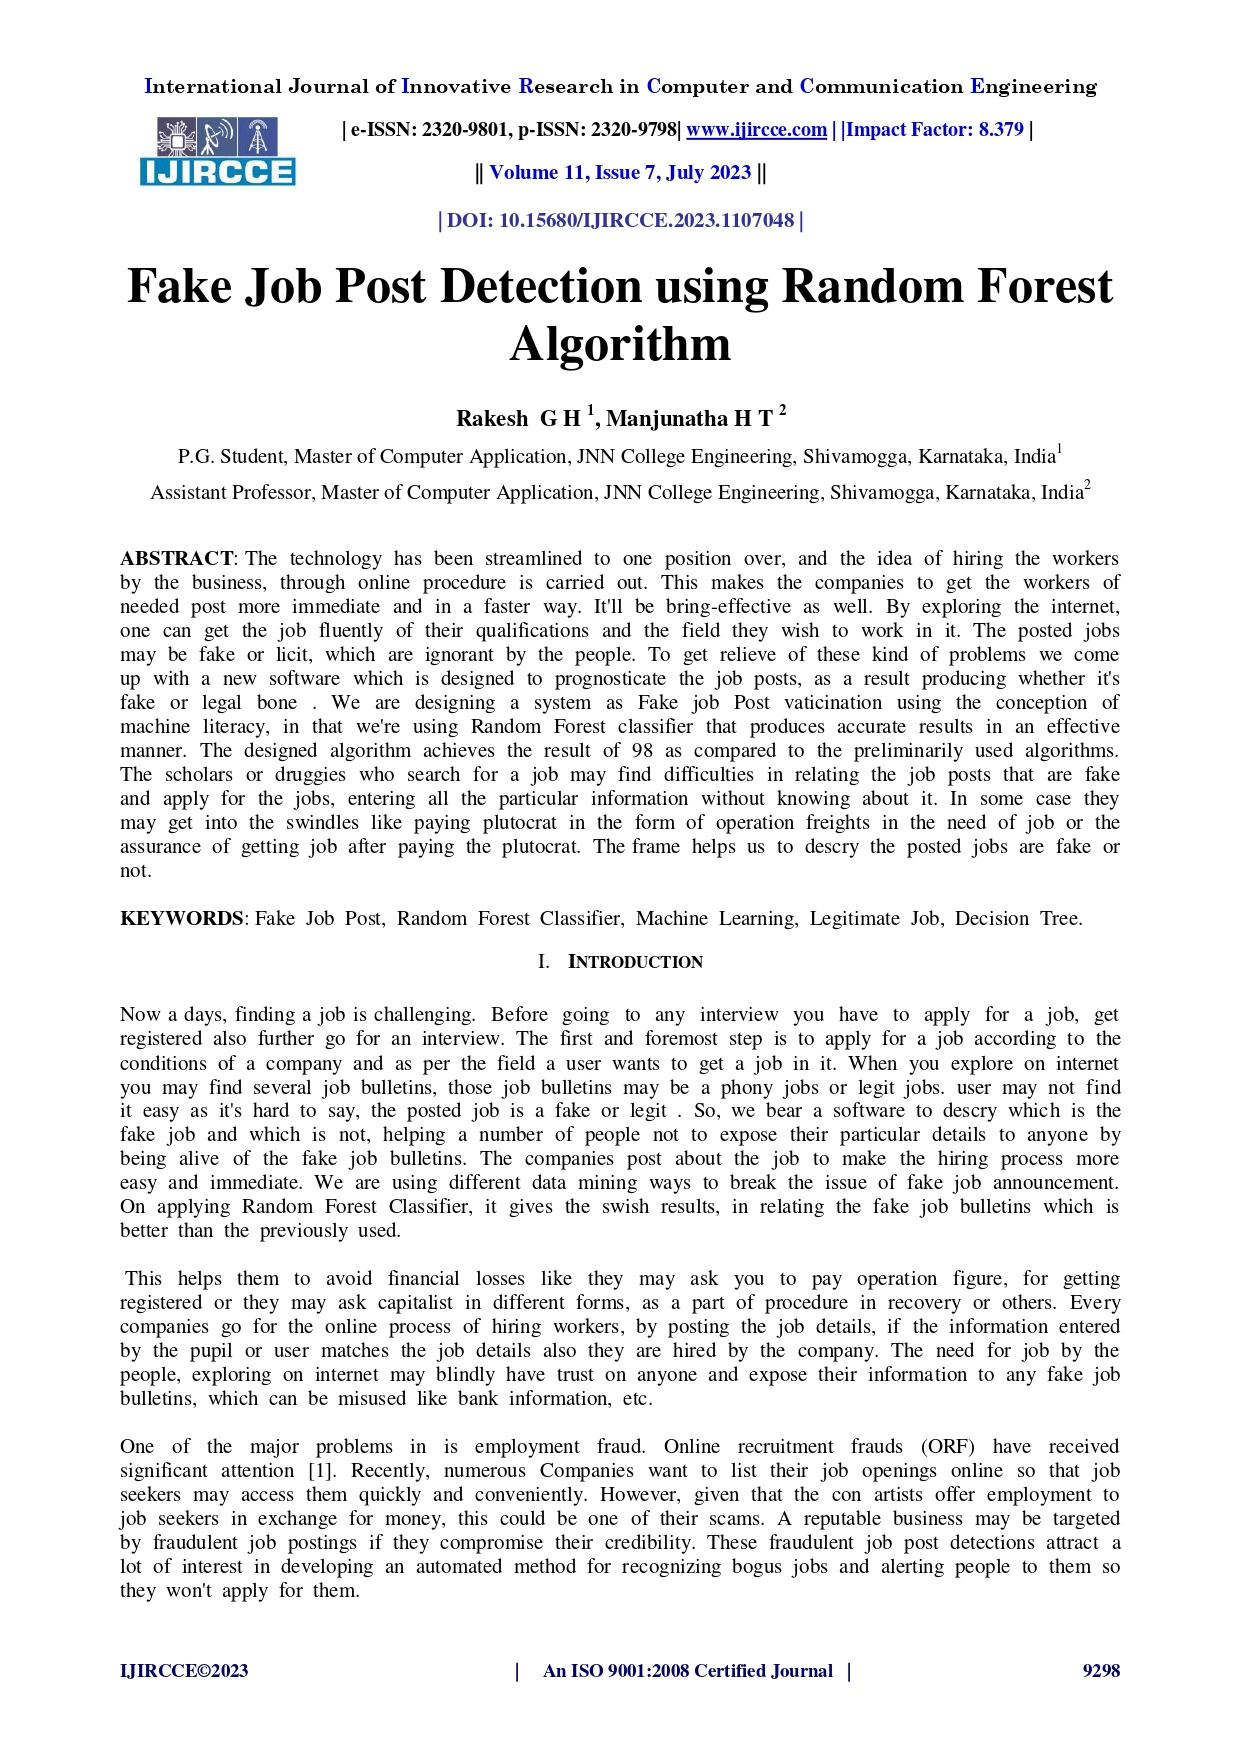 International Journal of Innovative Research in Computer and Communication Engineering
| e-ISSN: 2320-9801, p-ISSN: 2320-9798| www.ijircce.com | |Impact Factor: 8.379 |
IJIRCCE
|| Volume 11, Issue 7, July 2023 ||
| DOI: 10.15680/IJIRCCE.2023.1107048 |
Fake Job Post Detection using Random Forest
Algorithm
Rakesh G H 1, Manjunatha H T 2
P.G. Student, Master of Computer Application, JNN College Engineering, Shivamogga, Karnataka, India1
Assistant Professor, Master of Computer Application, JNN College Engineering, Shivamogga, Karnataka, India2
ABSTRACT: The technology has been streamlined to one position over, and the idea of hiring the workers
by the business, through online procedure is carried out. This makes the companies to get the workers of
needed post more immediate and in a faster way. It'll be bring-effective as well. By exploring the internet,
one can get the job fluently of their qualifications and the field they wish to work in it. The posted jobs
may be fake or licit, which are ignorant by the people. To get relieve of these kind of problems we come
up with a new software which is designed to prognosticate the job posts, as a result producing whether it's
fake or legal bone . We are designing a system as Fake job Post vaticination using the conception of
machine literacy, in that we're using Random Forest classifier that produces accurate results in an effective
manner. The designed algorithm achieves the result of 98 as compared to the preliminarily used algorithms.
The scholars or druggies who search for a job may find difficulties in relating the job posts that are fake
and apply for the jobs, entering all the particular information without knowing about it. In some case they
may get into the swindles like paying plutocrat in the form of operation freights in the need of job or the
assurance of getting job after paying the plutocrat. The frame helps us to descry the posted jobs are fake or
not.
KEYWORDS: Fake Job Post, Random Forest Classifier, Machine Learning, Legitimate Job, Decision Tree.
I. INTRODUCTION
Now a days, finding a job is challenging. Before going to any interview you have to apply for a job, get
registered also further go for an interview. The first and foremost step is to apply for a job according to the
conditions of a company and as per the field a user wants to get a job in it. When you explore on internet
you may find several job bulletins, those job bulletins may be a phony jobs or legit jobs. user may not find
it easy as it's hard to say, the posted job is a fake or legit . So, we bear a software to descry which is the
fake job and which is not, helping a number of people not to expose their particular details to anyone by
being alive of the fake job bulletins. The companies post about the job to make the hiring process more
easy and immediate. We are using different data mining ways to break the issue of fake job announcement.
On applying Random Forest Classifier, it gives the swish results, in relating the fake job bulletins which is
better than the previously used.
This helps them to avoid financial losses like they may ask you to pay operation figure, for getting
registered or they may ask capitalist in different forms, as a part of procedure in recovery or others. Every
companies go for the online process of hiring workers, by posting the job details, if the information entered
by the pupil or user matches the job details also they are hired by the company. The need for job by the
people, exploring on internet may blindly have trust on anyone and expose their information to any fake job
bulletins, which can be misused like bank information, etc.
One of the major problems in is employment fraud. Online recruitment frauds (ORF) have received
significant attention [1]. Recently, numerous Companies want to list their job openings online so that job
seekers may access them quickly and conveniently. However, given that the con artists offer employment to
job seekers in exchange for money, this could be one of their scams. A reputable business may be targeted
by fraudulent job postings if they compromise their credibility. These fraudulent job post detections attract a
lot of interest in developing an automated method for recognizing bogus jobs and alerting people to them so
they won't apply for them.
IJIRCCE©2023 | An ISO 9001:2008 Certified Journal | 9298